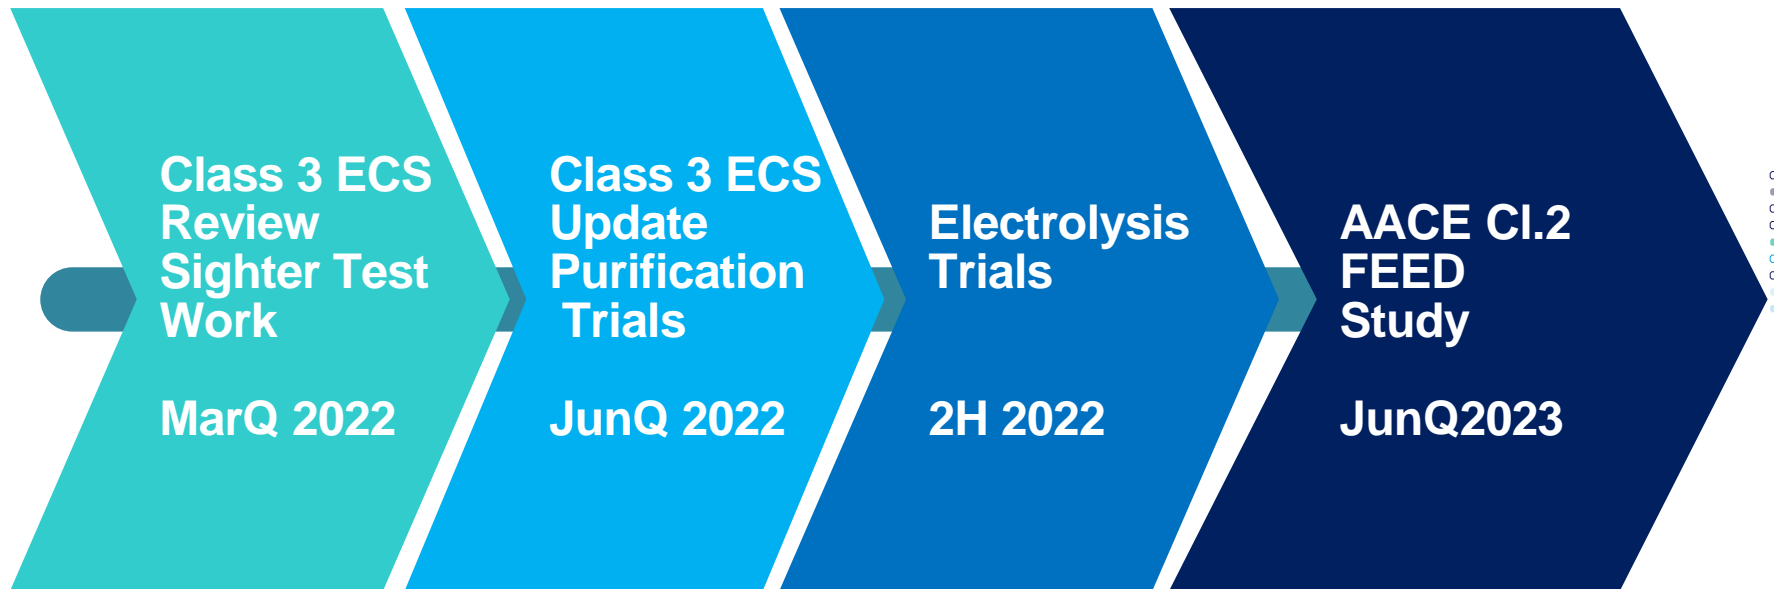 Class 3 ECS
Review
Sighter Test
Work
MarQ 2022
Class 3 ECS
Update
Purification
Trials
JunQ 2022
Electrolysis
Trials
2H 2022
AACE Cl.2
FEED
Study
JunQ2023